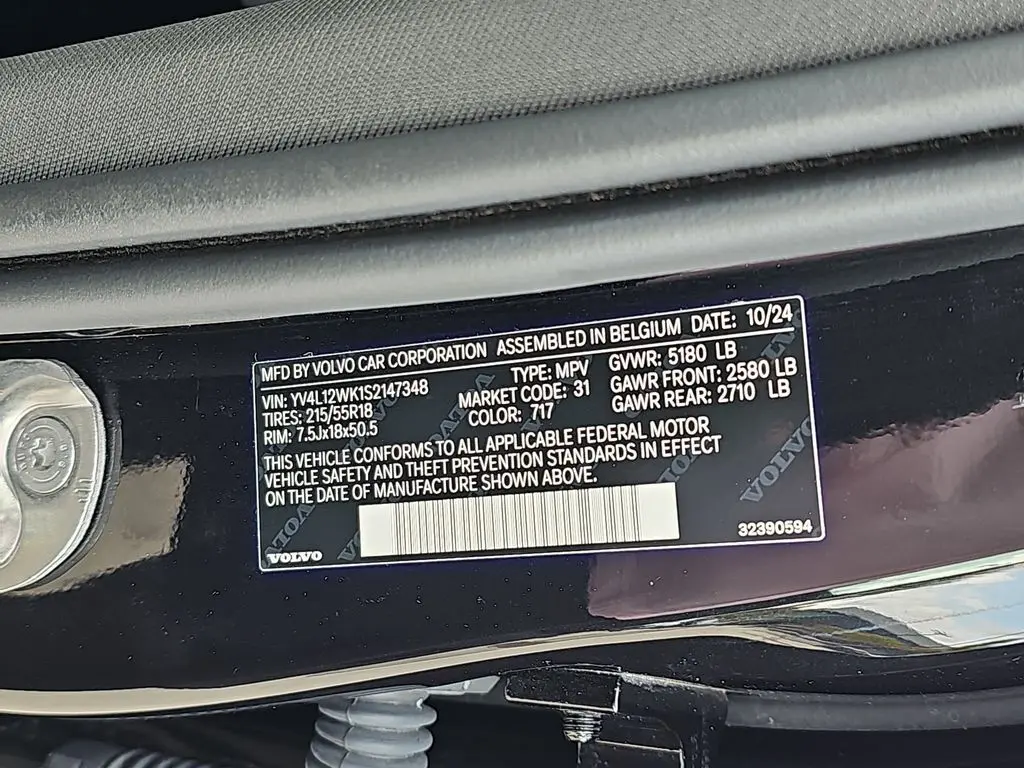 MFD BY VOLVO CAR CORPORATION ASSEMBLED IN BELGIUM DATE: 10/24
VIN: YV4L12WK1S2147348 TYPE: MPV GVWR: 5180 LB
TIRES: 215/55R18 MARKET CODE: 31 GAWR FRONT: 2580 LB
RIM: 7.5Jx18x50,5 COLOR: 717 GAWR REAR: 2710 LB
THIS VEHICLE CONFORMS TO ALL APPLICABLE FEDERAL MOTOR
VEHICLE SAFETY AND THEFT PREVENTION STANDARDS IN EFFECT
ON THE DATE OF MANUFACTURE SHOWN ABOVE.
VOLVO 32390594